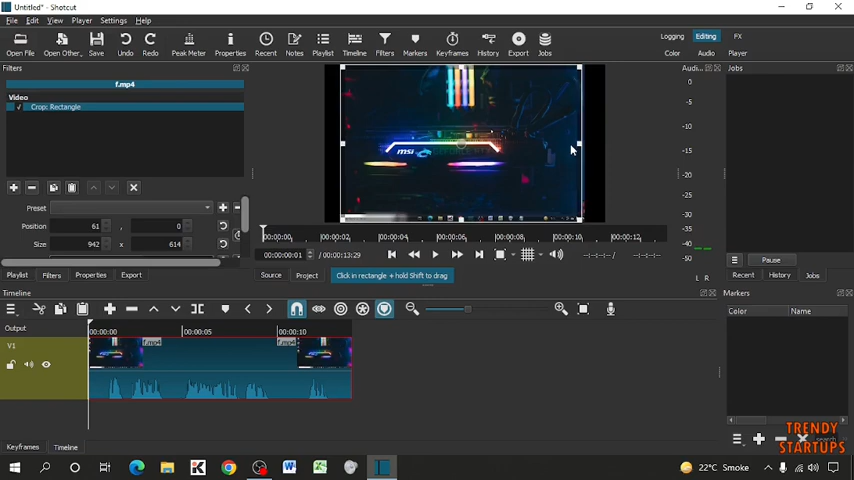 Untitled* - Shotcut
File Edit View Player Settings Help
Open File Open Other.. Save Undo Redo Peak Meter Properties Recent Notes Playlist Timeline Filters Markers Keyframes History Export Jobs
Logging Editing FX
Color Audio Player
Filters
f.mp4
Video
✓ Crop: Rectangle
Preset
Position 61 , 0
Size 942 x 614
Playlist Filters Properties Export
msi
00:00:00 00:00:02 00:00:04 00:00:06 00:00:08 00:00:10 00:00:12
00:00:00:01 / 00:00:13:29 --:--:--:-- / --:--:--:--
Source Project Click in rectangle + hold Shift to drag
Audi...
0
-5
-10
-15
-20
-25
-30
-35
-40
-45
-50
L R
Jobs
Pause
Recent History Jobs
Timeline
Output
00:00:00 00:00:05 00:00:10
V1
f.mp4 f.mp4
Keyframes Timeline
Markers
Color Name
search
TRENDY
STARTUPS
22°C Smoke